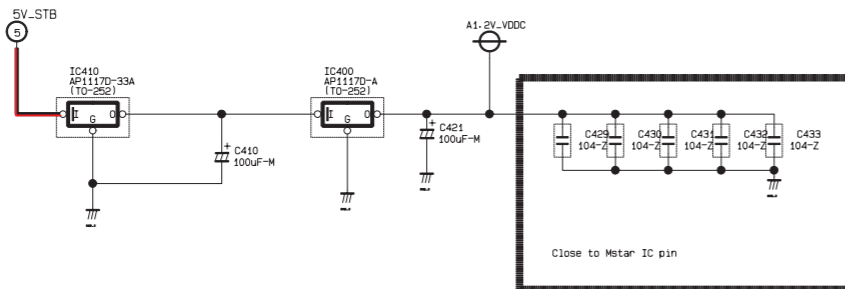 5V_STB
5
A1.2V_VDDC
IC410
AP1117D-33A
(TO-252)
IC400
AP1117D-A
(TO-252)
I G O
I G O
C410
100uF-M
C421
100uF-M
C429
104-Z
C430
104-Z
C431
104-Z
C432
104-Z
C433
104-Z
Close to Mstar IC pin